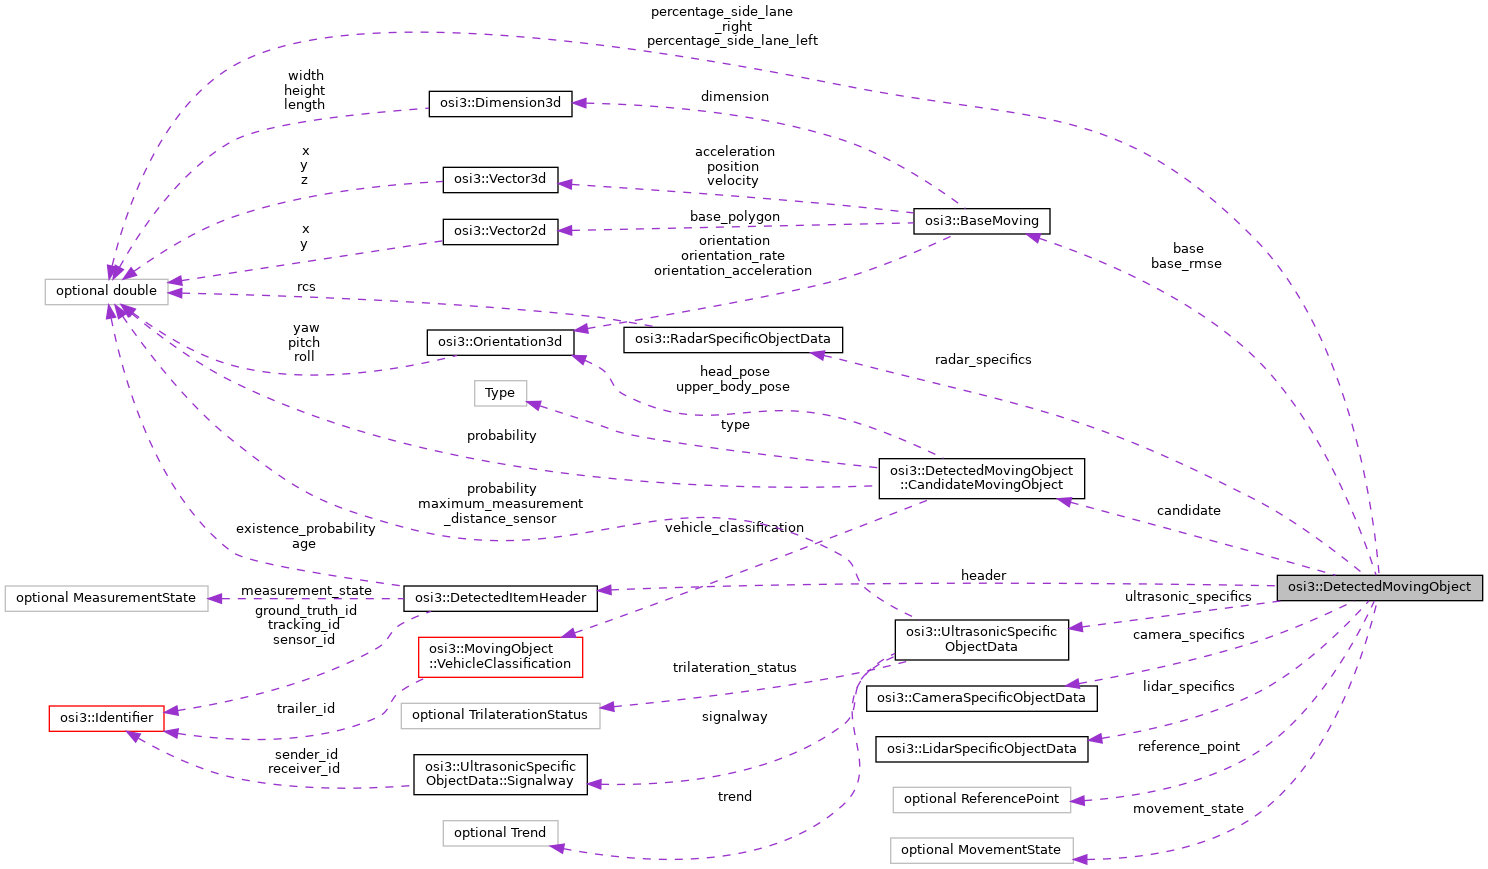 percentage_side_lane
_right
percentage_side_lane_left
width
height
length
osi3::Dimension3d
dimension
x
y
z
osi3::Vector3d
acceleration
position
velocity
osi3::BaseMoving
x
y
osi3::Vector2d
base_polygon
orientation
orientation_rate
orientation_acceleration
base
base_rmse
optional double
rcs
yaw
pitch
roll
osi3::Orientation3d
osi3::RadarSpecificObjectData
radar_specifics
Type
head_pose
upper_body_pose
type
probability
osi3::DetectedMovingObject
::CandidateMovingObject
candidate
probability
maximum_measurement
_distance_sensor
existence_probability
age
vehicle_classification
header
osi3::DetectedMovingObject
optional MeasurementState
measurement_state
osi3::DetectedItemHeader
ultrasonic_specifics
ground_truth_id
tracking_id
sensor_id
osi3::MovingObject
::VehicleClassification
osi3::UltrasonicSpecific
ObjectData
camera_specifics
trilateration_status
osi3::CameraSpecificObjectData
lidar_specifics
osi3::Identifier
trailer_id
optional TrilaterationStatus
signalway
osi3::LidarSpecificObjectData
reference_point
sender_id
receiver_id
osi3::UltrasonicSpecific
ObjectData::Signalway
trend
optional ReferencePoint
movement_state
optional Trend
optional MovementState